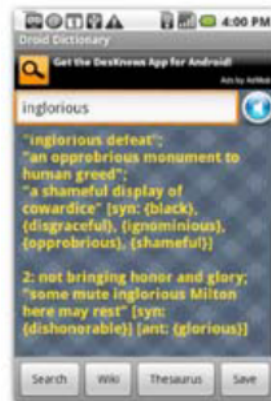 4:00 PM
Droid Dictionary
Get the DexKnows App for Android!
Ads by AdMob
inglorious
"inglorious defeat";
"an opprobrious monument to
human greed";
"a shameful display of
cowardice" [syn: {black},
{disgraceful}, {ignominious},
{opprobrious}, {shameful}]
2: not bringing honor and glory;
"some mute inglorious Milton
here may rest" [syn:
{dishonorable}] [ant: {glorious}]
Search
Wiki
Thesaurus
Save